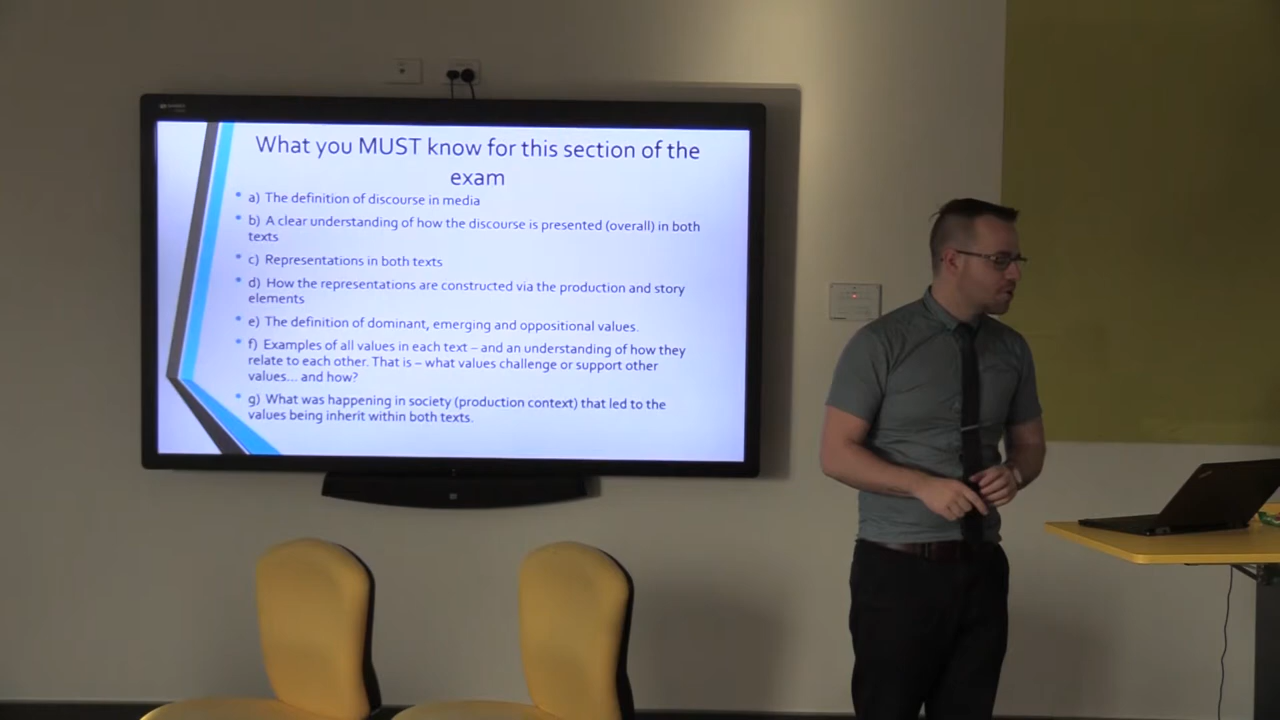 What you MUST know for this section of the
exam
a) The definition of discourse in media
b) A clear understanding of how the discourse is presented (overall) in both
texts
c) Representations in both texts
d) How the representations are constructed via the production and story
elements
e) The definition of dominant, emerging and oppositional values.
f) Examples of all values in each text – and an understanding of how they
relate to each other. That is – what values challenge or support other
values... and how?
g) What was happening in society (production context) that led to the
values being inherit within both texts.